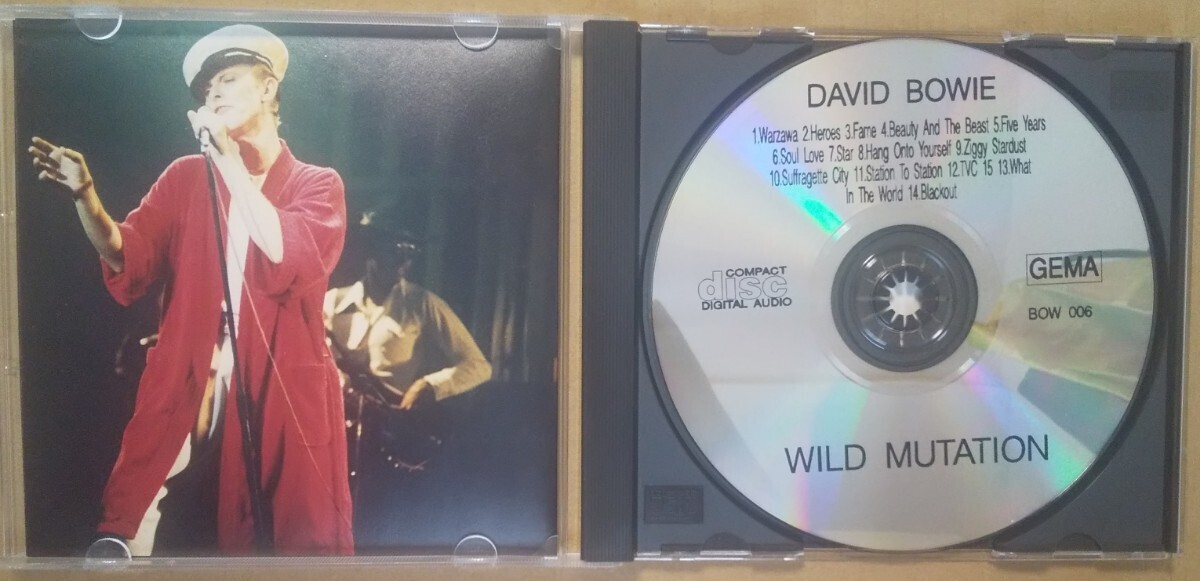 DAVID BOWIE
1.Warzawa 2.Heroes 3.Fame 4.Beauty And The Beast 5.Five Years
6.Soul Love 7.Star 8.Hang Onto Yourself 9.Ziggy Stardust
10.Suffragette City 11.Station To Station 12.TVC 15 13.What
In The World 14.Blackout
COMPACT
disc
DIGITAL AUDIO
GEMA
BOW 006
WILD MUTATION